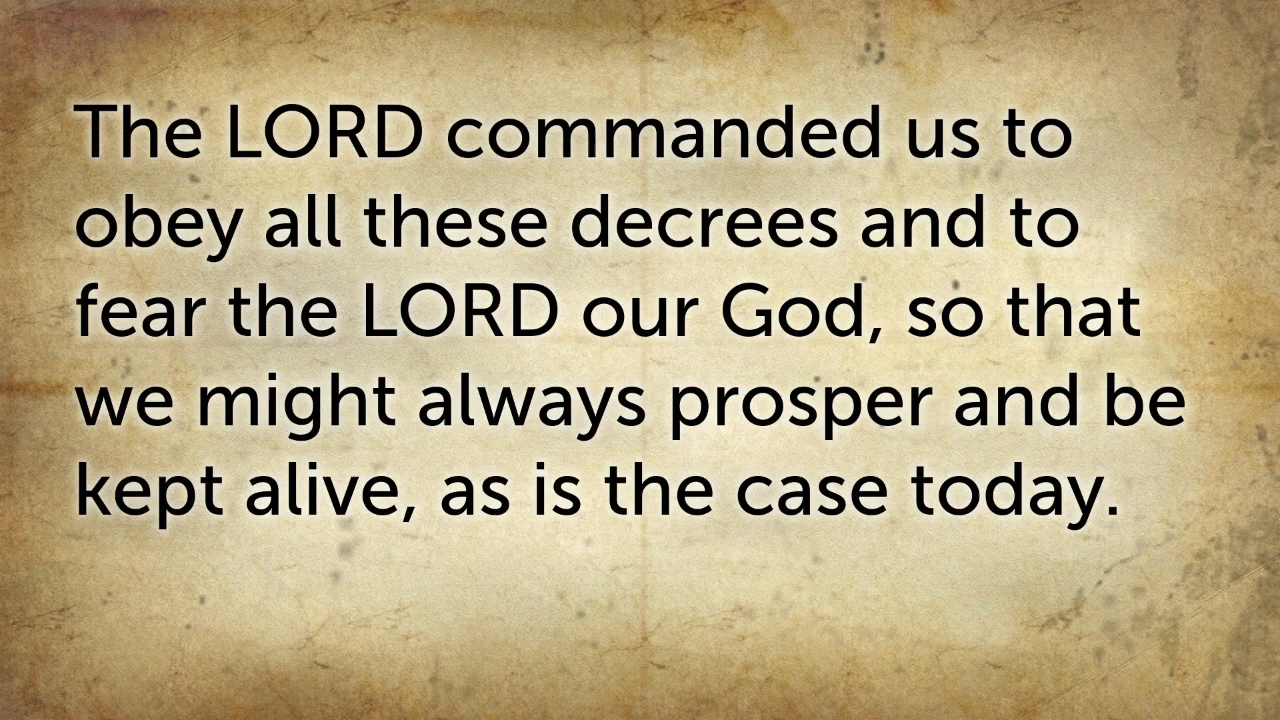 The LORD commanded us to
obey all these decrees and to
fear the LORD our God, so that
we might always prosper and be
kept alive, as is the case today.